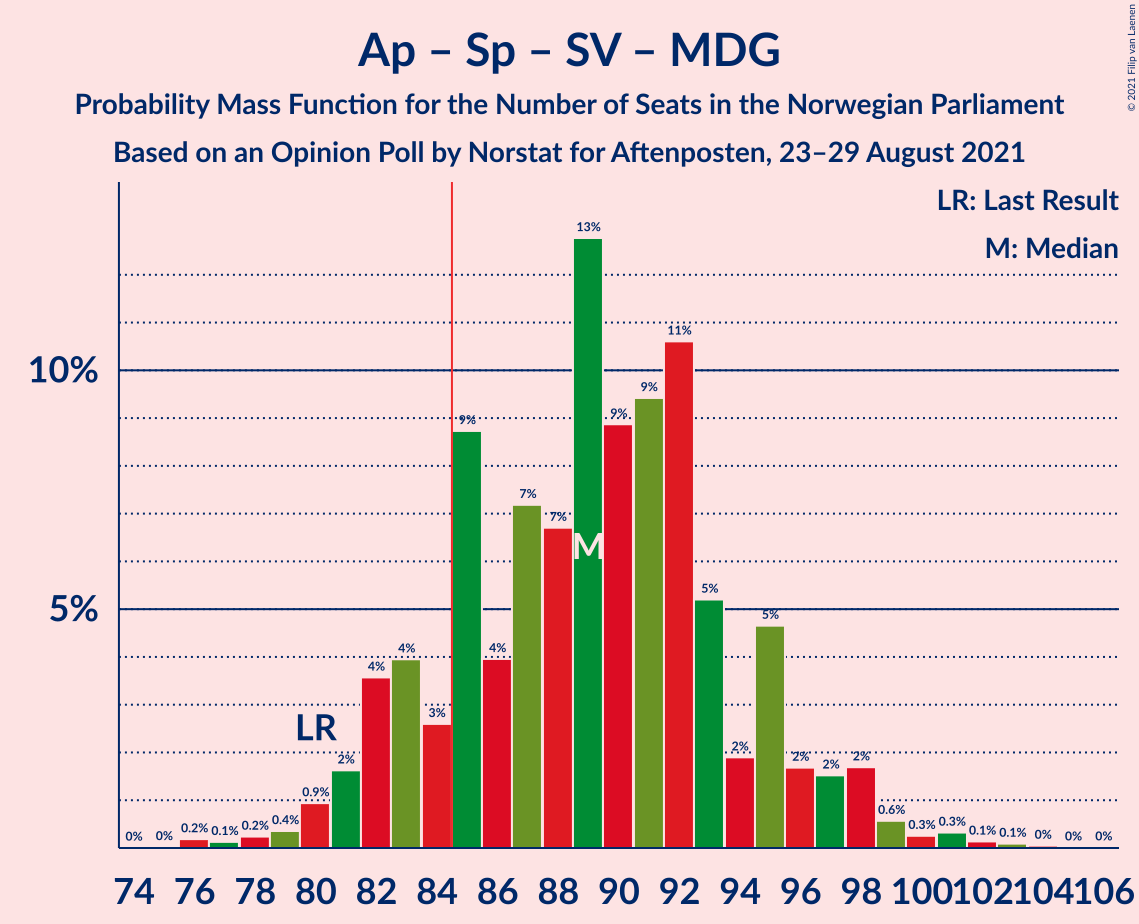 Ap – Sp – SV – MDG
Probability Mass Function for the Number of Seats in the Norwegian Parliament
Based on an Opinion Poll by Norstat for Aftenposten, 23–29 August 2021
© 2021 Filip van Laenen
LR: Last Result
M: Median
10%
5%
0% 0% 0.2% 0.1% 0.2% 0.4% 0.9% 2% 4% 4% 3% 9% 4% 7% 7% 13% 9% 9% 11% 5% 2% 5% 2% 2% 2% 0.6% 0.3% 0.3% 0.1% 0.1% 0% 0% 0%
LR
M
74 76 78 80 82 84 86 88 90 92 94 96 98 100 102 104 106